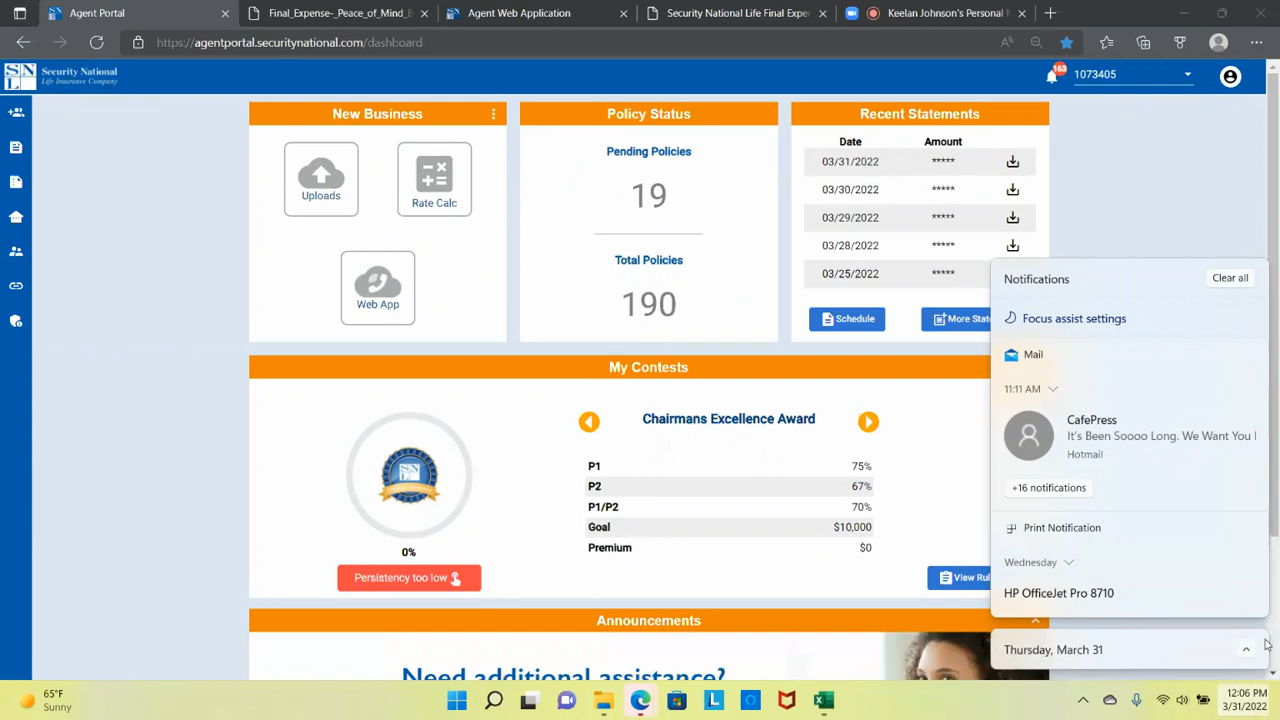 Agent Portal
Final_Expense-_Peace_of_Mind_B
Agent Web Application
Security National Life Final Expe
Keelan Johnson's Personal M
https://agentportal.securitynational.com/dashboard
SNL
Security National
Life Insurance Company
163
1073405
New Business
Policy Status
Recent Statements
Uploads
Rate Calc
Web App
Pending Policies
19
Total Policies
190
Date Amount
03/31/2022 *****
03/30/2022 *****
03/29/2022 *****
03/28/2022 *****
03/25/2022 *****
Schedule
More State
My Contests
Chairmans Excellence Award
P1 75%
P2 67%
P1/P2 70%
Goal $10,000
Premium $0
0%
Persistency too low
View Rul
Announcements
Need additional assistance?
Notifications
Clear all
Focus assist settings
Mail
11:11 AM
CafePress
It's Been Soooo Long. We Want You
Hotmail
+16 notifications
Print Notification
Wednesday
HP OfficeJet Pro 8710
Thursday, March 31
65°F
Sunny
12:06 PM
3/31/2022